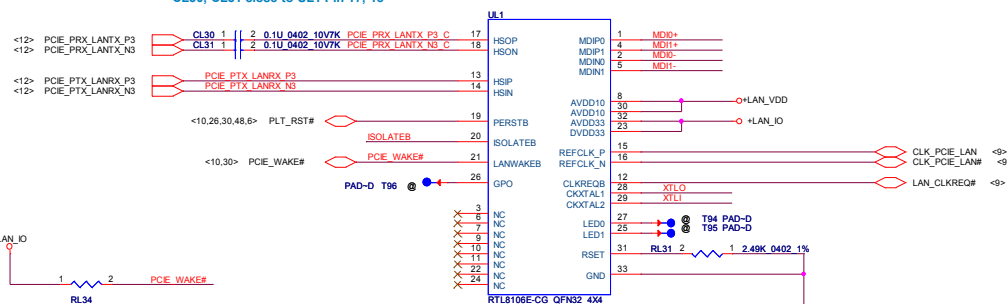 UL1
<12> PCIE_PRX_LANTX_P3 CL30 1 2 0.1U_0402_10V7K PCIE_PRX_LANTX_P3_C 17 HSOP MDIP0 1 MDI0+
<12> PCIE_PRX_LANTX_N3 CL31 1 2 0.1U_0402_10V7K PCIE_PRX_LANTX_N3_C 18 HSON MDIP1 4 MDI1+
MDIN0 2 MDI0-
MDIN1 5 MDI1-
<12> PCIE_PTX_LANRX_P3 PCIE_PTX_LANRX_P3 13 HSIP
<12> PCIE_PTX_LANRX_N3 PCIE_PTX_LANRX_N3 14 HSIN
AVDD10 8 +LAN_VDD
AVDD10 30
AVDD33 32 +LAN_IO
DVDD33 23
<10,26,30,48,6> PLT_RST# 19 PERSTB
ISOLATEB 20 ISOLATEB
REFCLK_P 15 CLK_PCIE_LAN <9>
REFCLK_N 16 CLK_PCIE_LAN# <9
<10,30> PCIE_WAKE# PCIE_WAKE# 21 LANWAKEB
PAD~D T96 @ 26 GPO
CLKREQB 12 LAN_CLKREQ# <9>
CKXTAL1 28 XTLO
CKXTAL2 29 XTLI
3 NC
6 NC
7 NC
9 NC
10 NC
11 NC
22 NC
24 NC
LED0 27 @ T94 PAD~D
LED1 25 @ T95 PAD~D
RSET 31 RL31 2 1 2.49K_0402_1%
GND 33
AN_IO
1 2 PCIE_WAKE#
RL34
RTL8106E-CG_QFN32_4X4